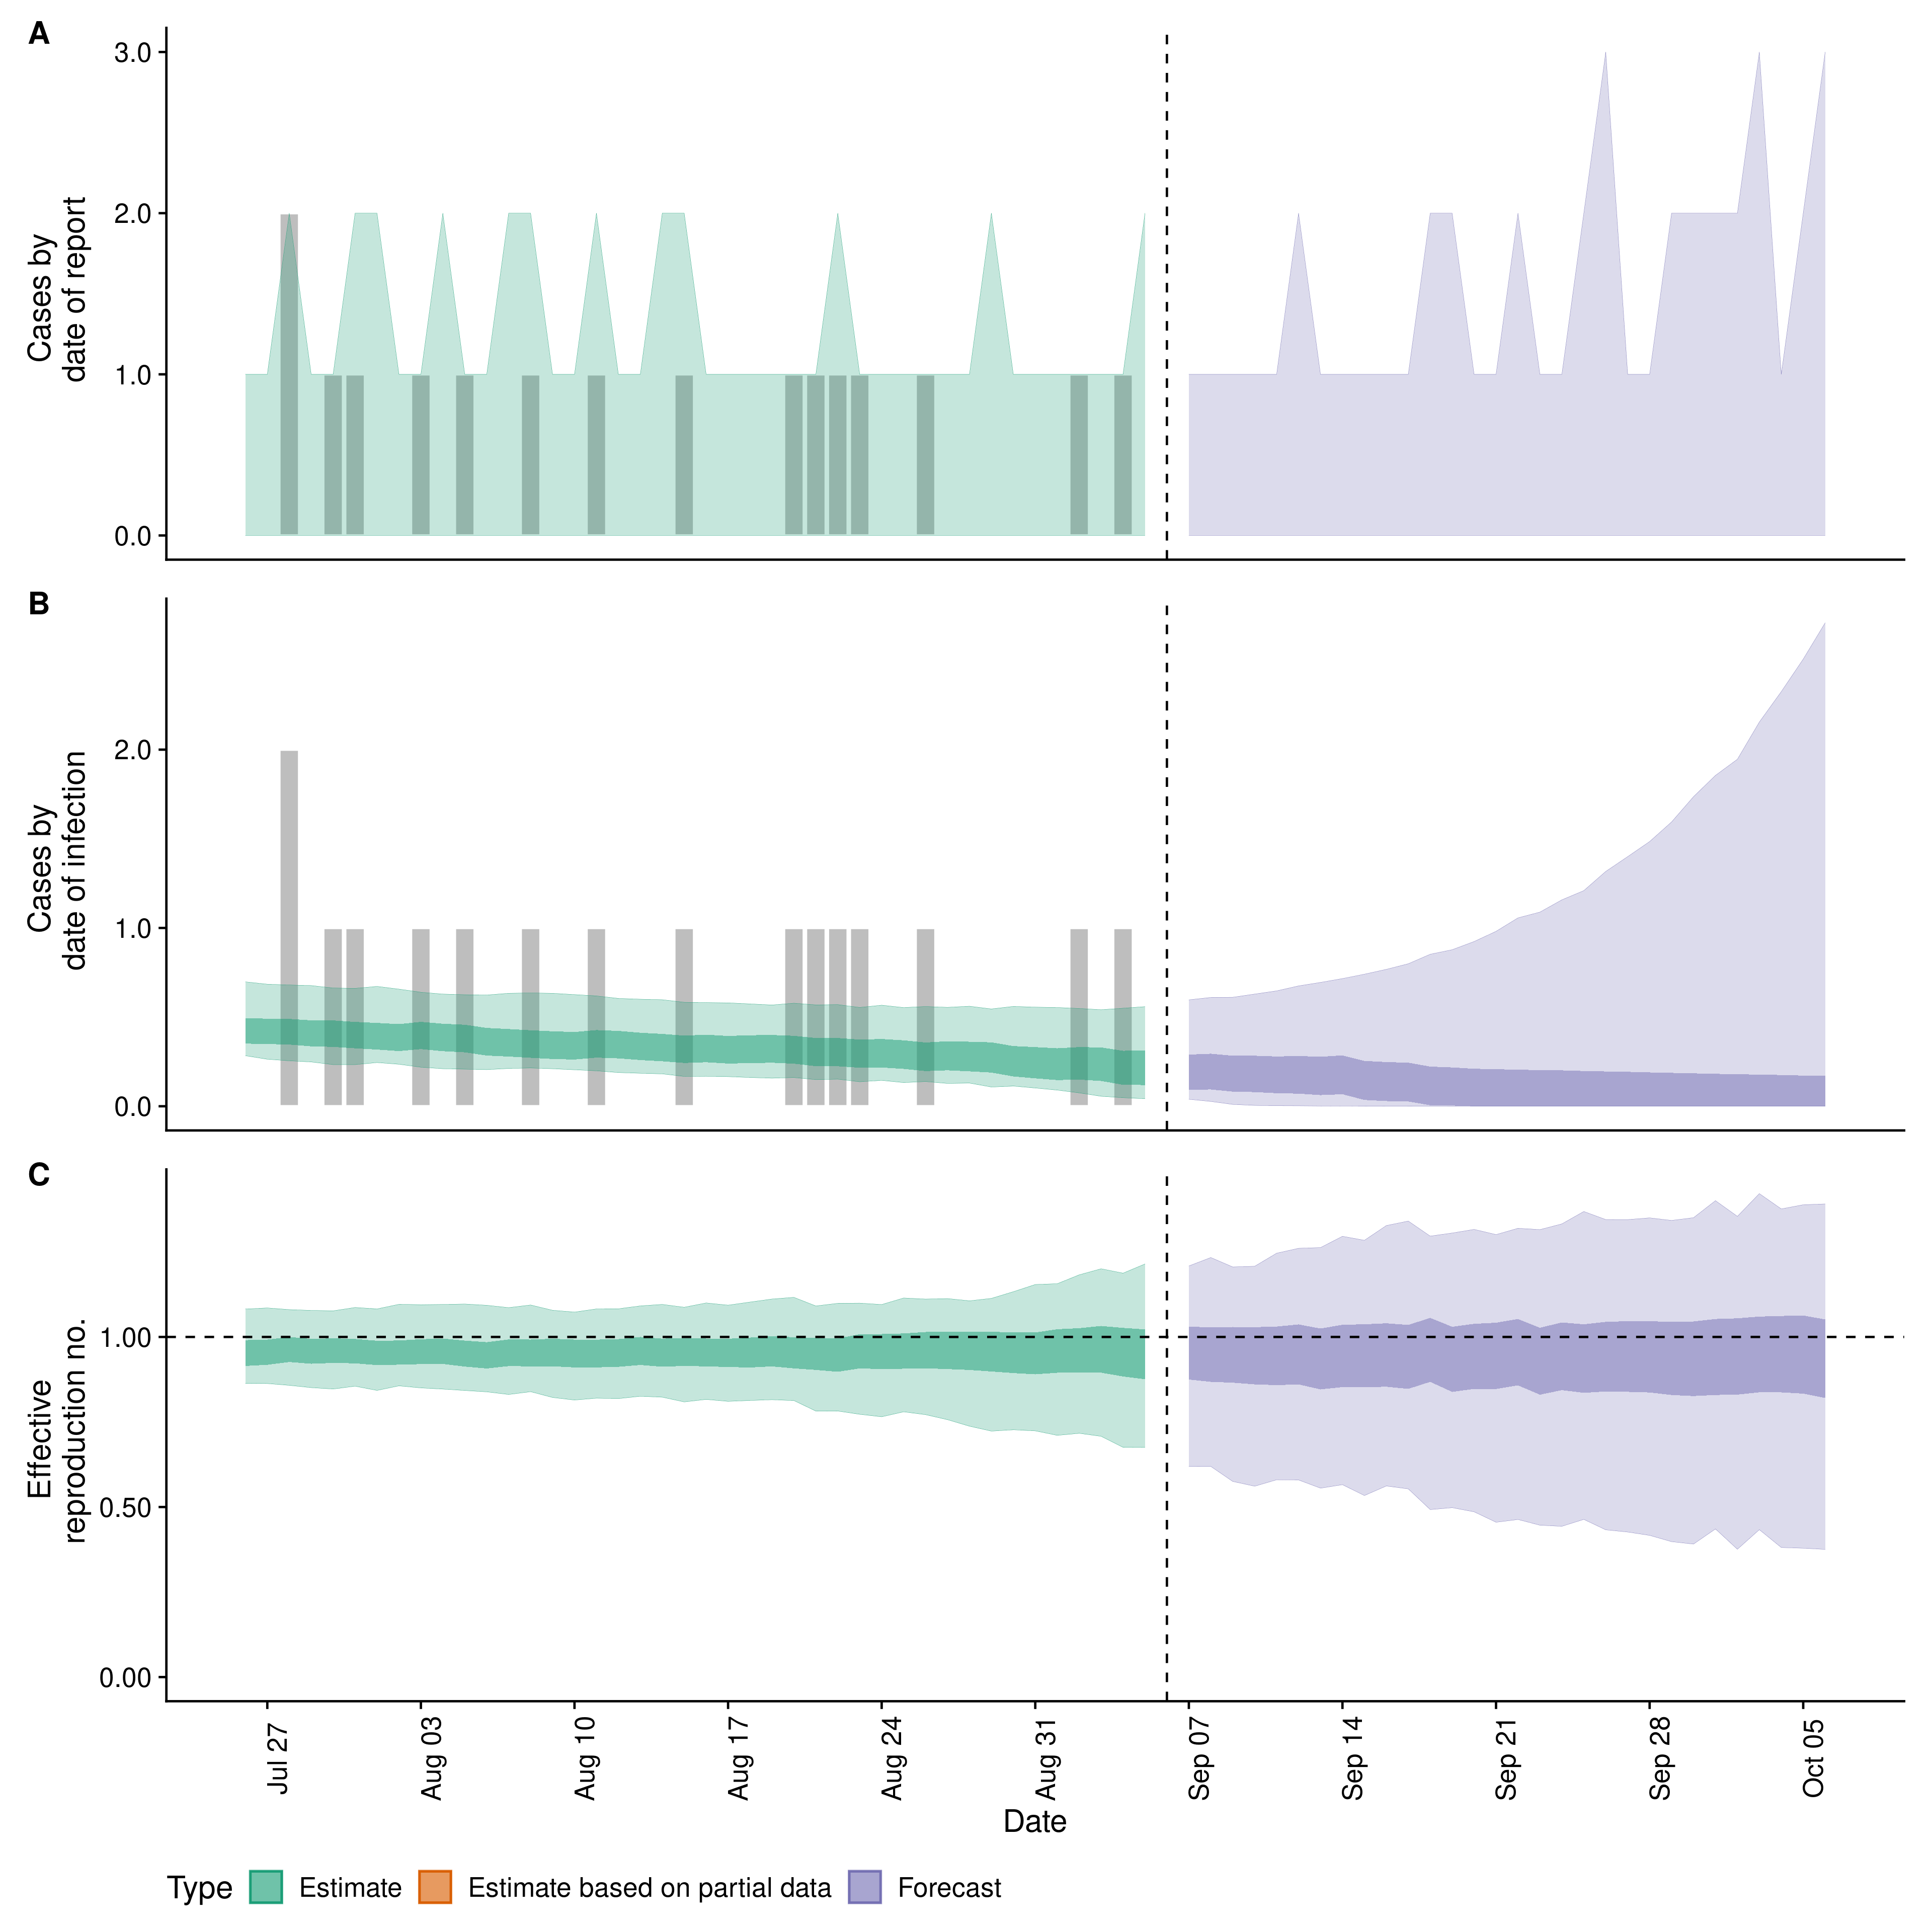 A
Cases by
date of report
3.0
2.0
1.0
0.0
B
Cases by
date of infection
2.0
1.0
0.0
C
Effective
reproduction no.
1.00
0.50
0.00
Jul 27
Aug 03
Aug 10
Aug 17
Aug 24
Aug 31
Sep 07
Sep 14
Sep 21
Sep 28
Oct 05
Date
Type Estimate Estimate based on partial data Forecast